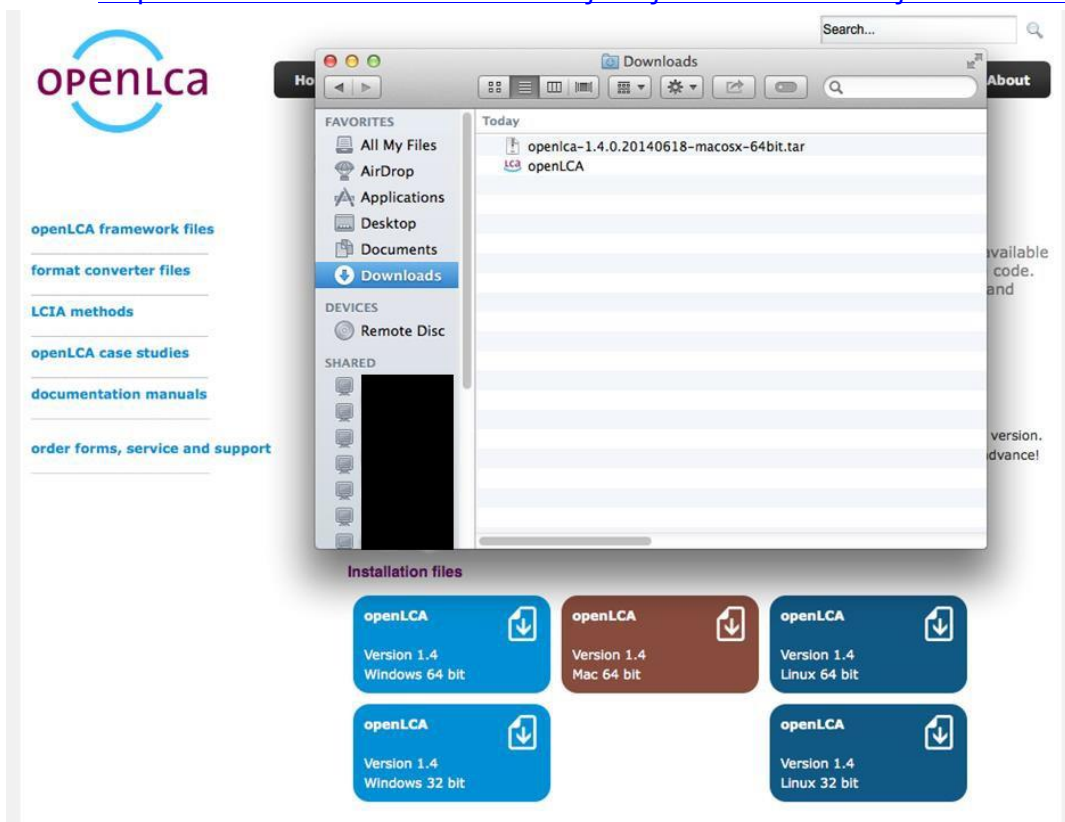 Search...
openLca
Ho
About
Downloads
FAVORITES
All My Files
AirDrop
Applications
Desktop
Documents
Downloads
DEVICES
Remote Disc
SHARED
Today
openlca-1.4.0.20140618-macosx-64bit.tar
LCA openLCA
openLCA framework files
format converter files
LCIA methods
openLCA case studies
documentation manuals
order forms, service and support
available
code.
and
version.
dvance!
Installation files
openLCA
Version 1.4
Windows 64 bit
openLCA
Version 1.4
Mac 64 bit
openLCA
Version 1.4
Linux 64 bit
openLCA
Version 1.4
Windows 32 bit
openLCA
Version 1.4
Linux 32 bit